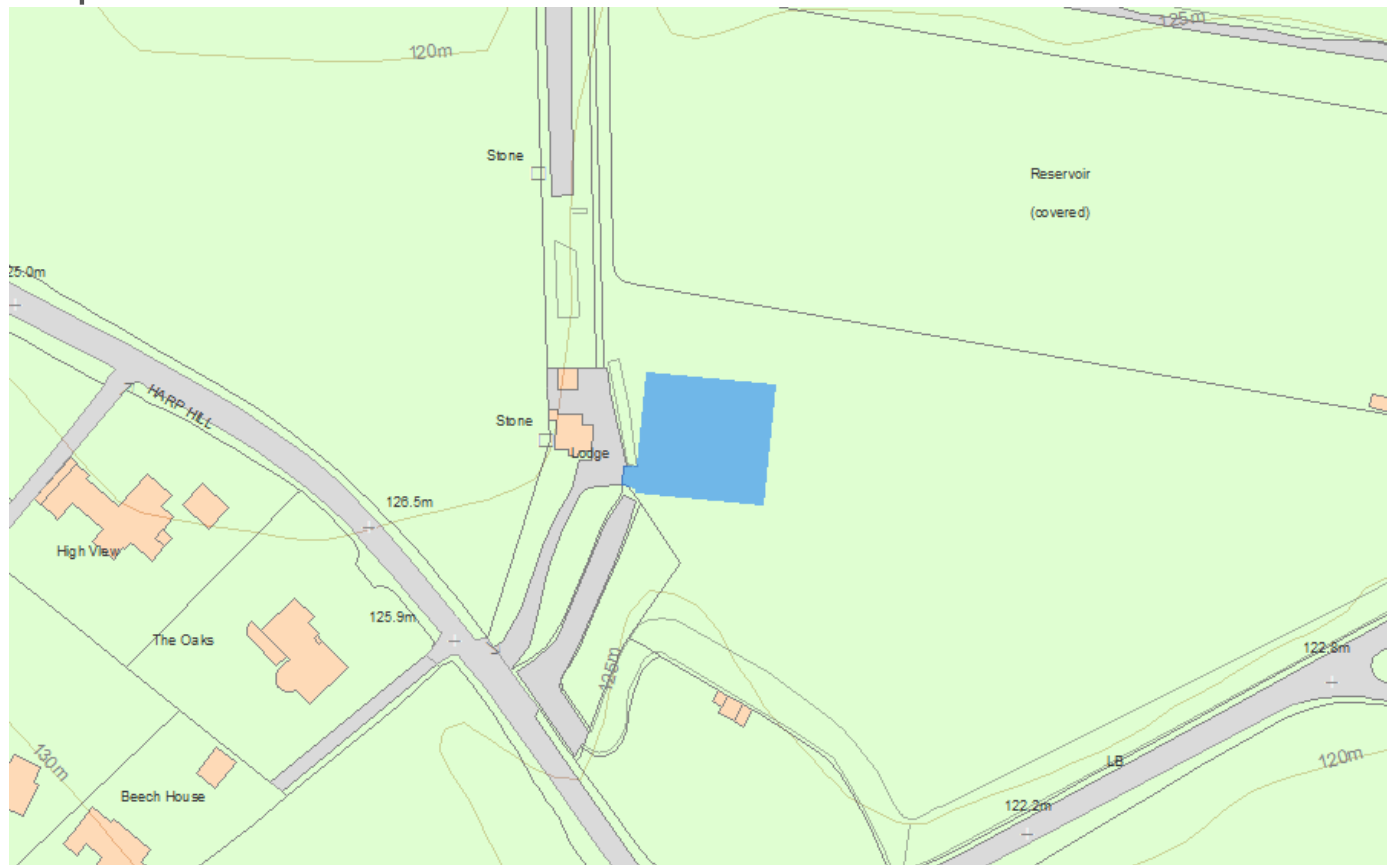 125m
120m
Stone
Reservoir
(covered)
25.0m
HARP HILL
Stone
Lodge
126.5m
High View
125.9m
The Oaks
122.8m
125m
LB
120m
130m
Beech House
122.2m